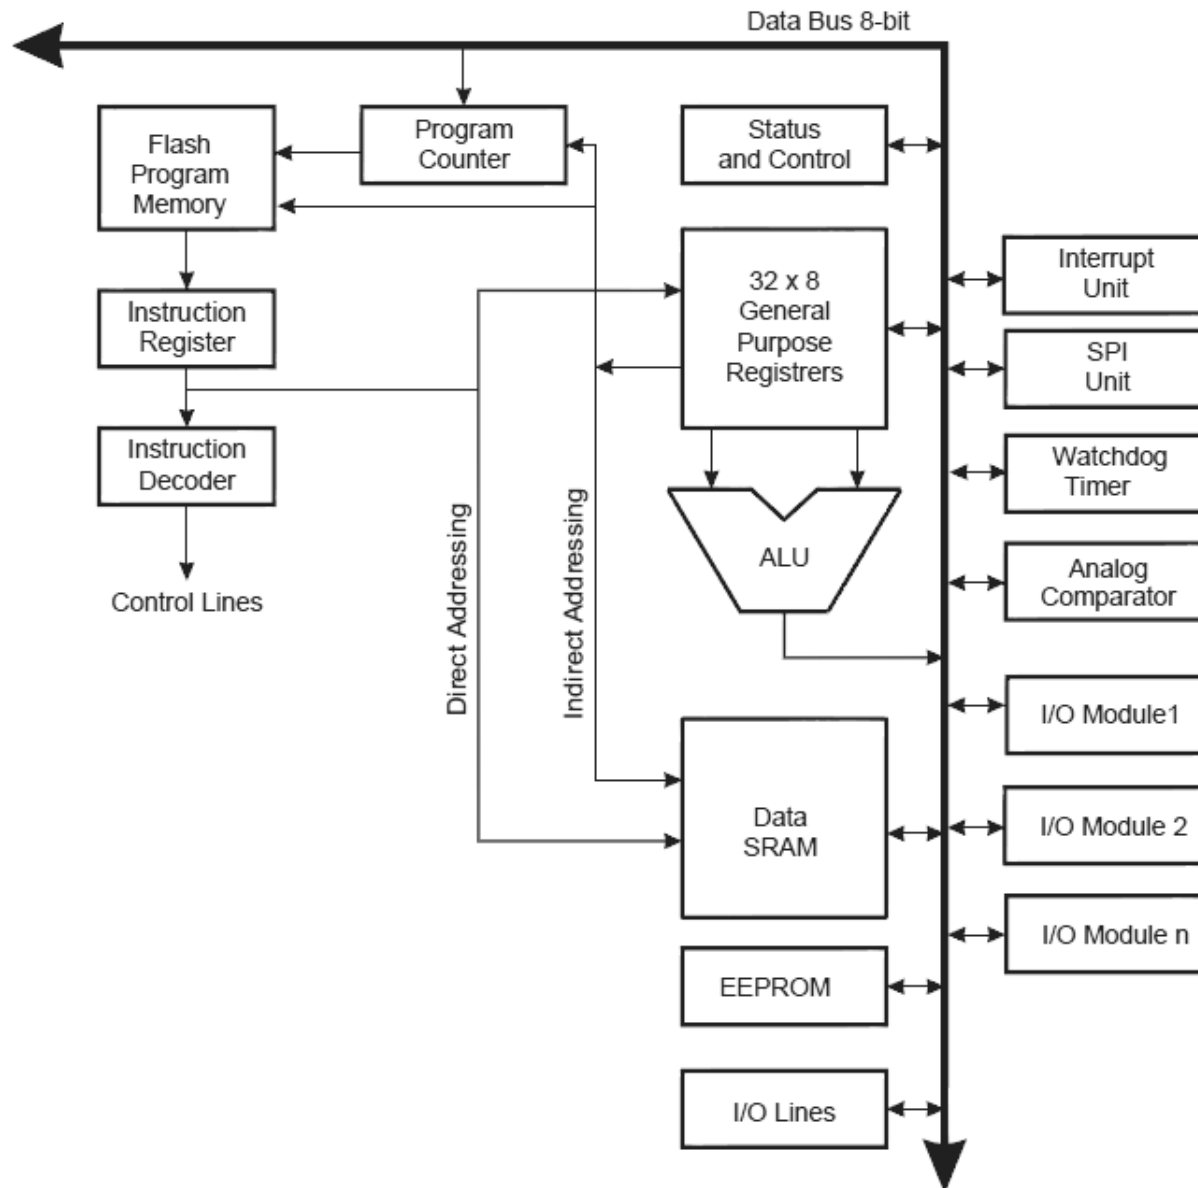 Data Bus 8-bit
Flash
Program
Memory
Program
Counter
Status
and Control
Instruction
Register
32 x 8
General
Purpose
Registrers
Interrupt
Unit
SPI
Unit
Instruction
Decoder
Watchdog
Timer
Control Lines
Direct Addressing
Indirect Addressing
ALU
Analog
Comparator
I/O Module1
Data
SRAM
I/O Module 2
I/O Module n
EEPROM
I/O Lines